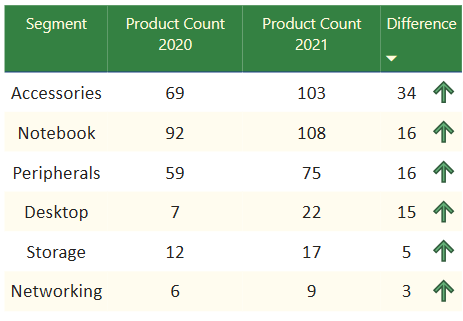 Segment Product Count 2020 Product Count 2021 Difference
Accessories 69 103 34
Notebook 92 108 16
Peripherals 59 75 16
Desktop 7 22 15
Storage 12 17 5
Networking 6 9 3